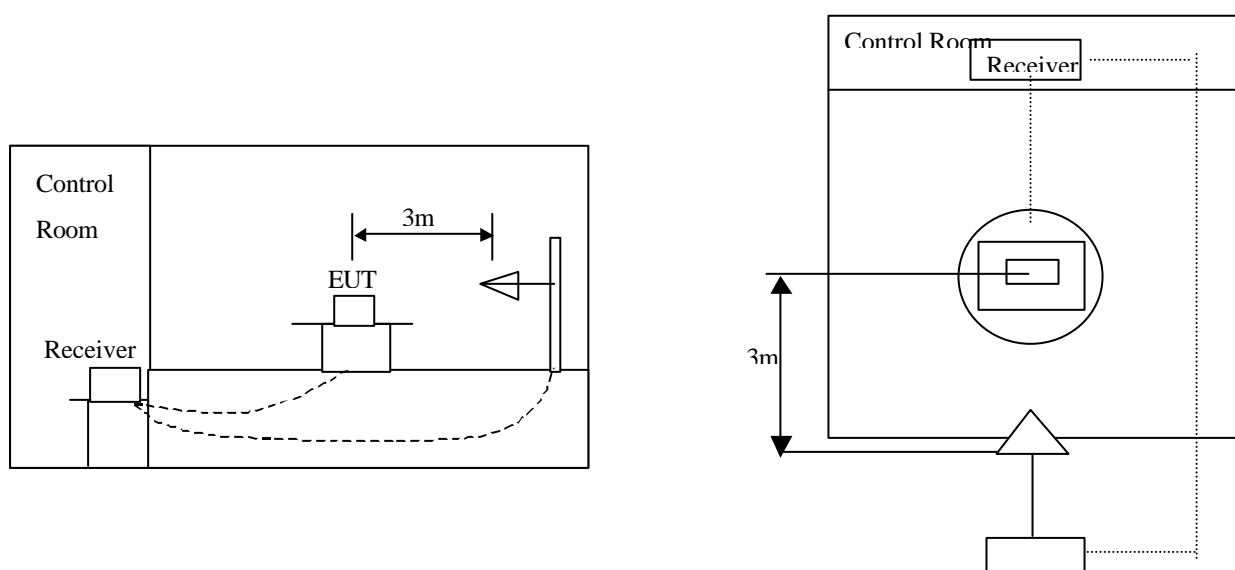 Control
Room
3m
EUT
Receiver
Control Room
Receiver
3m